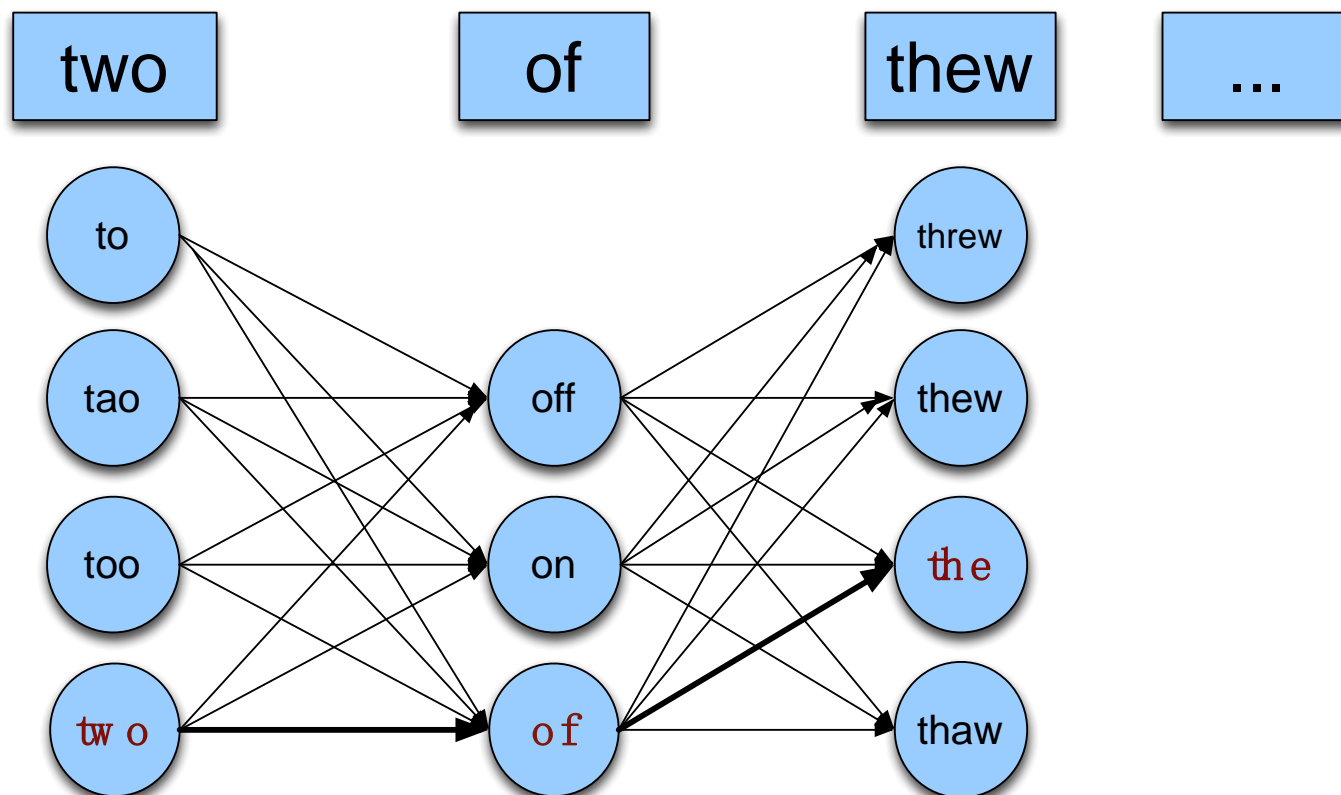 two of thew ...
to threw
tao off thew
too on the
two of thaw